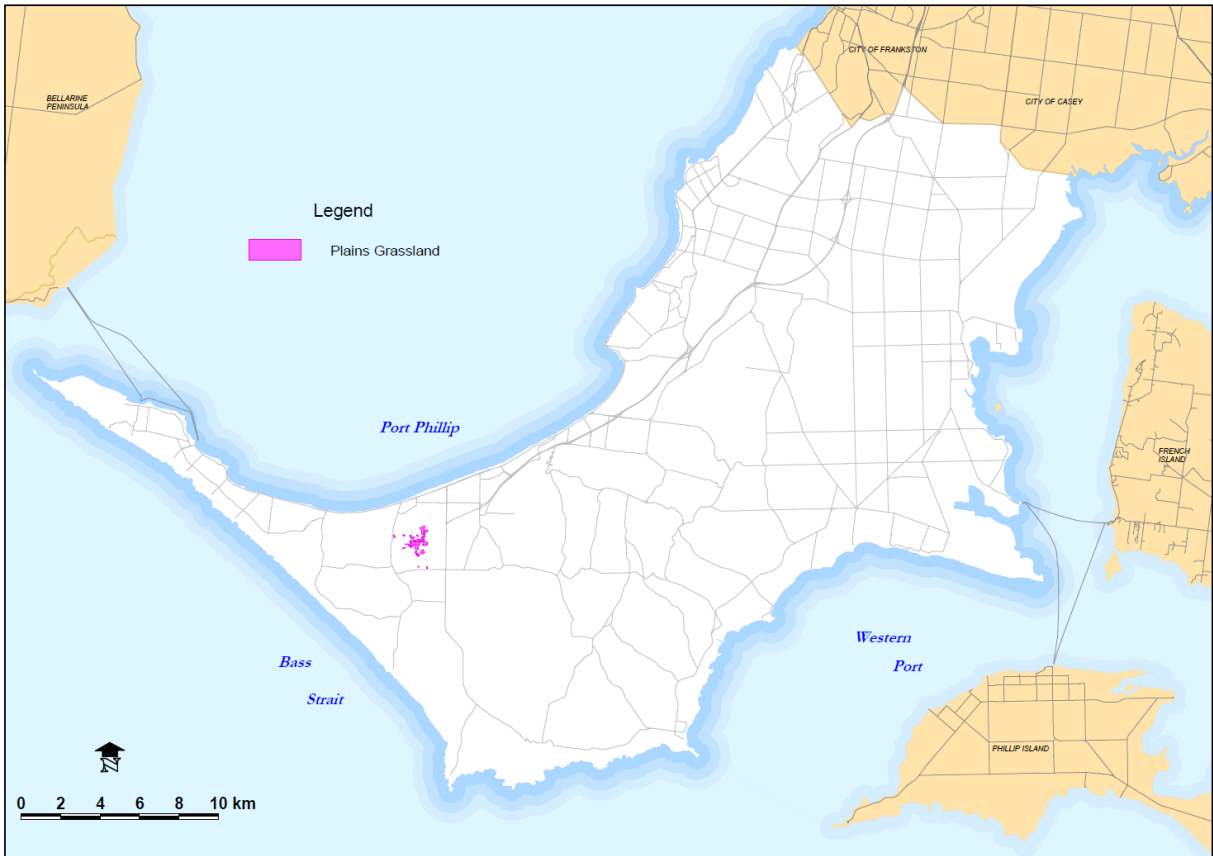 CITY OF FRANKSTON
BELLARINE
PENINSULA
CITY OF CASEY
Legend
Plains Grassland
Port Phillip
FRENCH
ISLAND
Western
Port
Bass
Strait
PHILLIP ISLAND
N
0 2 4 6 8 10 km